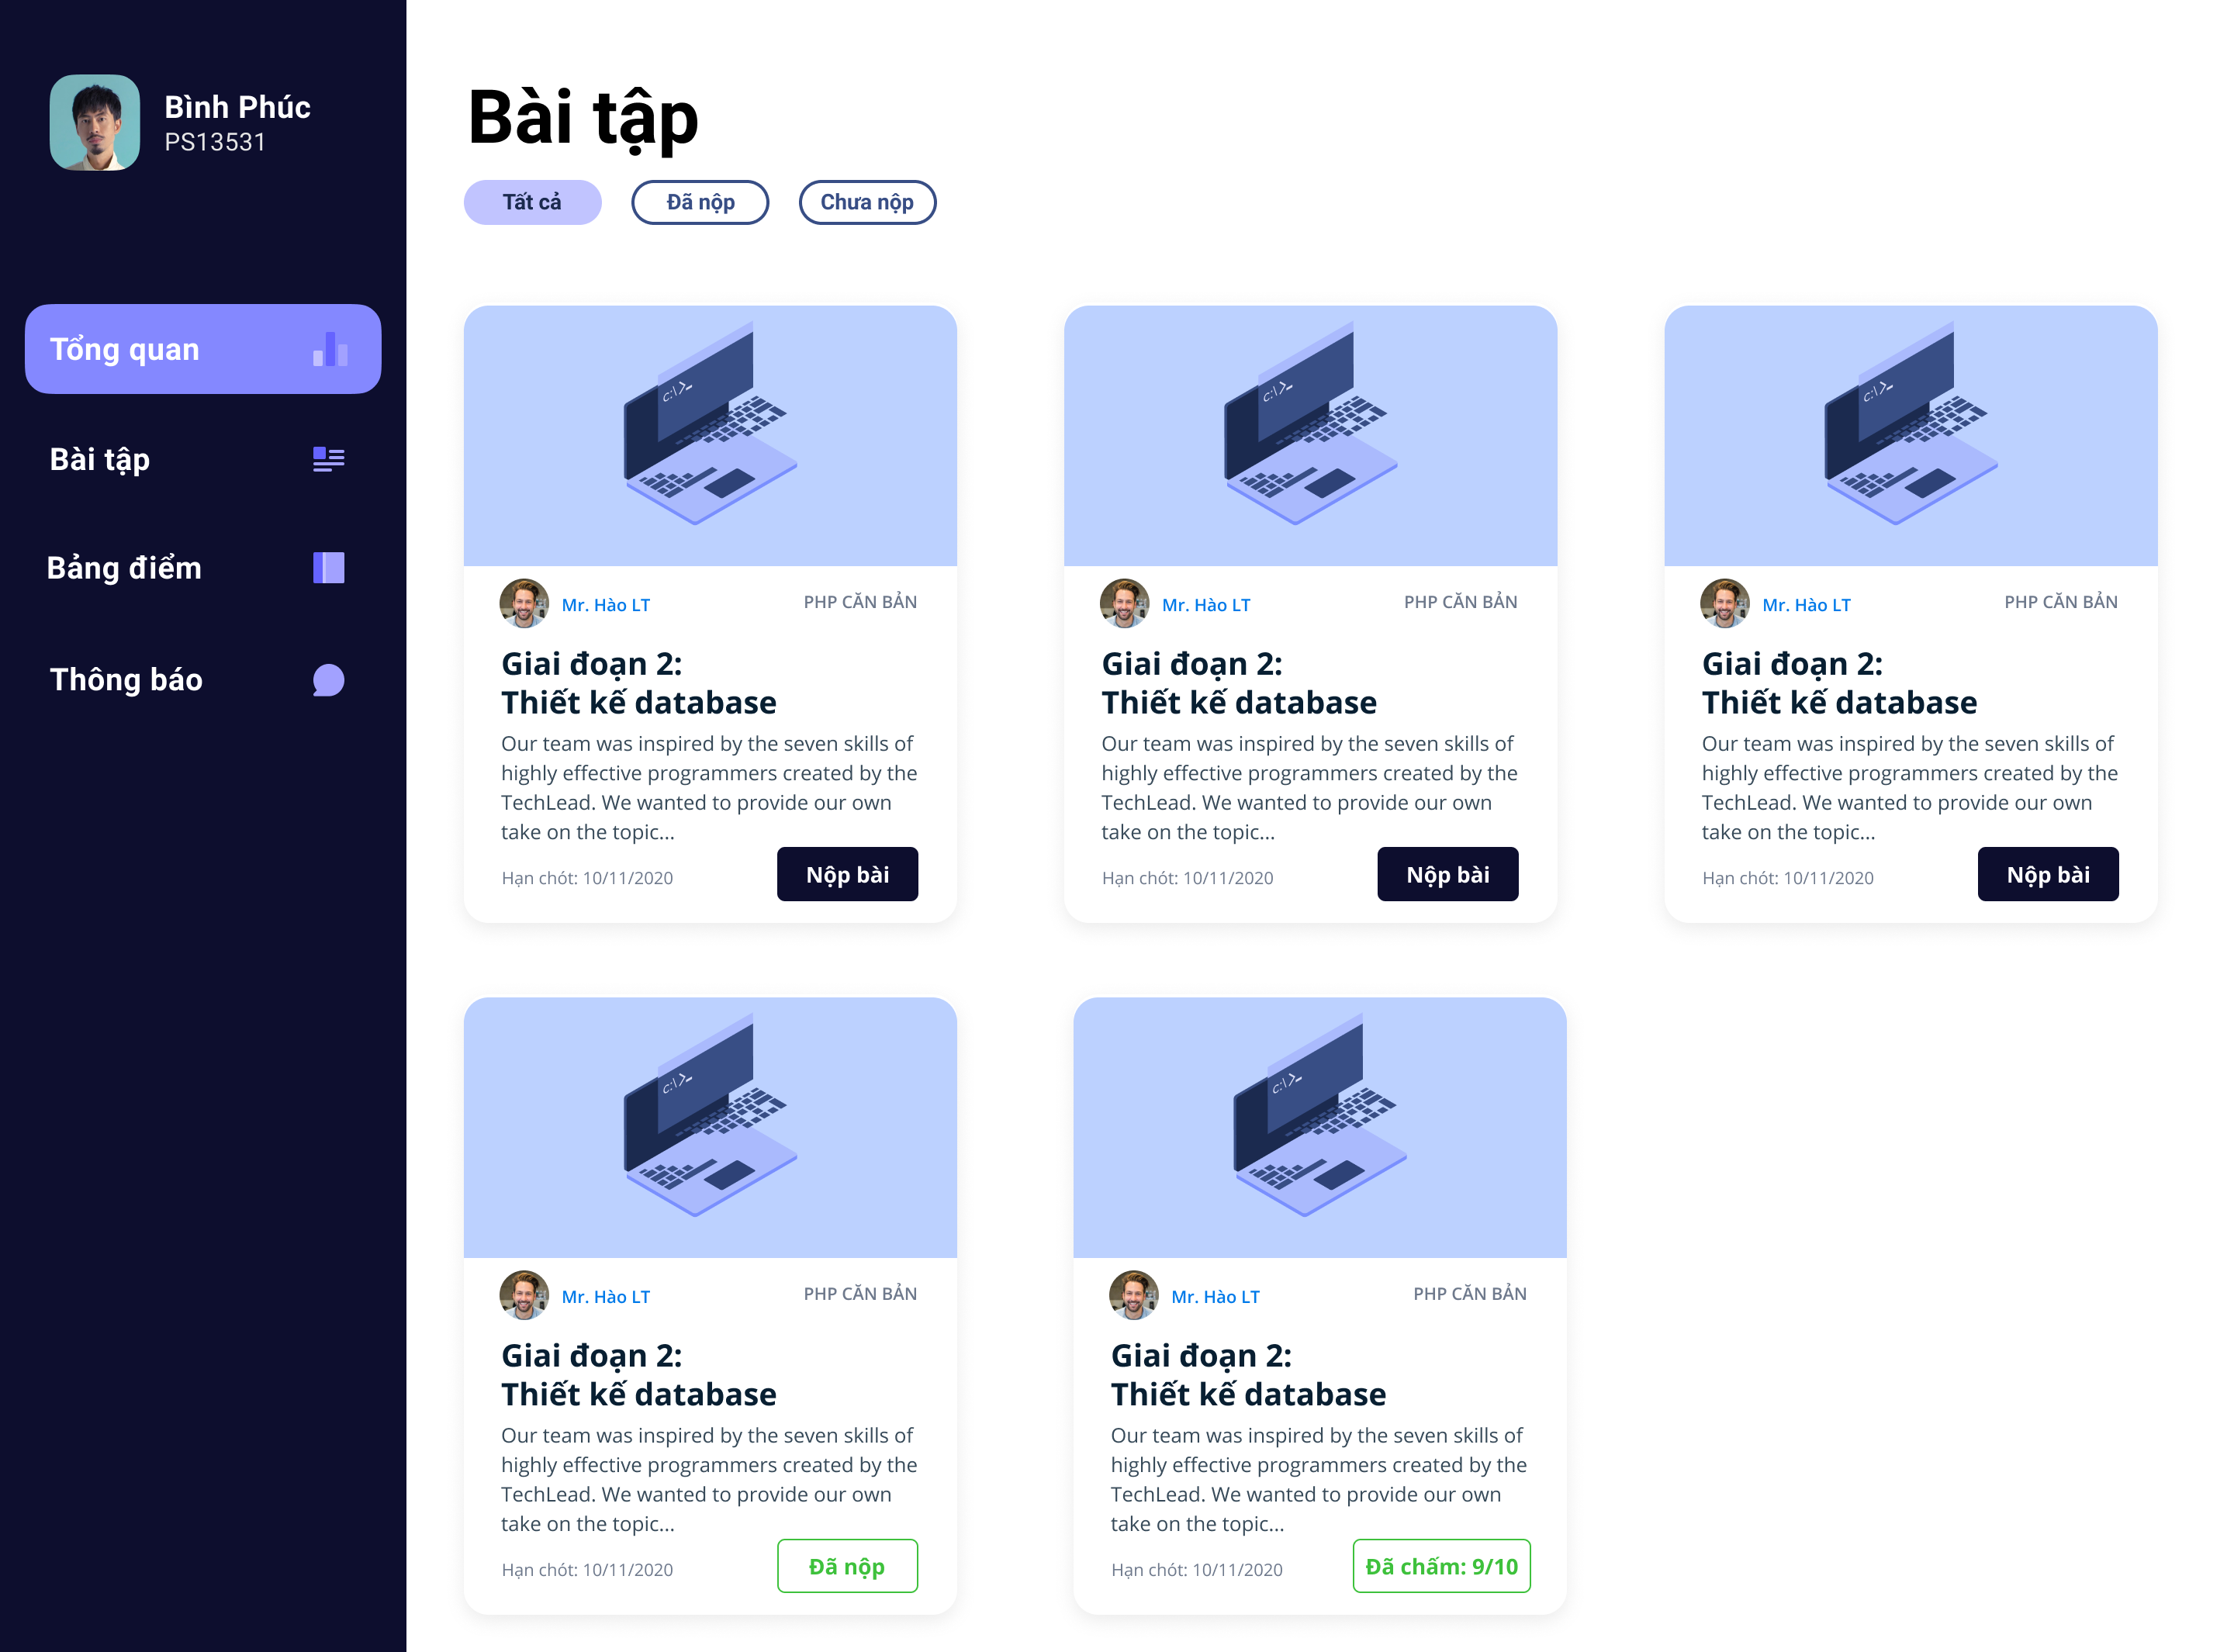 Bình Phúc
PS13531
Tổng quan
Bài tập
Bảng điểm
Thông báo
Bài tập
Tất cả
Đã nộp
Chưa nộp
C:\>_
Mr. Hào LT
PHP CĂN BẢN
Giai đoạn 2:
Thiết kế database
Our team was inspired by the seven skills of
highly effective programmers created by the
TechLead. We wanted to provide our own
take on the topic...
Hạn chót: 10/11/2020
Nộp bài
C:\>_
Mr. Hào LT
PHP CĂN BẢN
Giai đoạn 2:
Thiết kế database
Our team was inspired by the seven skills of
highly effective programmers created by the
TechLead. We wanted to provide our own
take on the topic...
Hạn chót: 10/11/2020
Nộp bài
C:\>_
Mr. Hào LT
PHP CĂN BẢN
Giai đoạn 2:
Thiết kế database
Our team was inspired by the seven skills of
highly effective programmers created by the
TechLead. We wanted to provide our own
take on the topic...
Hạn chót: 10/11/2020
Nộp bài
C:\>_
Mr. Hào LT
PHP CĂN BẢN
Giai đoạn 2:
Thiết kế database
Our team was inspired by the seven skills of
highly effective programmers created by the
TechLead. We wanted to provide our own
take on the topic...
Hạn chót: 10/11/2020
Đã nộp
C:\>_
Mr. Hào LT
PHP CĂN BẢN
Giai đoạn 2:
Thiết kế database
Our team was inspired by the seven skills of
highly effective programmers created by the
TechLead. We wanted to provide our own
take on the topic...
Hạn chót: 10/11/2020
Đã chấm: 9/10